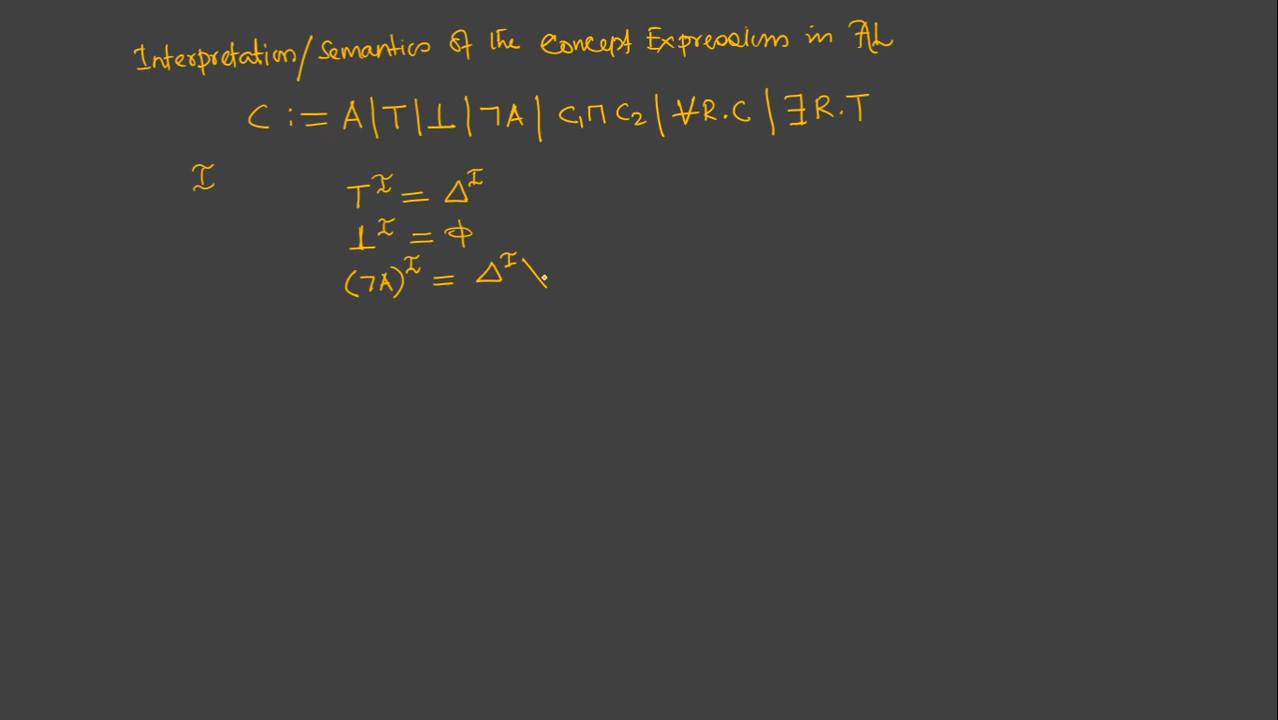 Interpretation/Semantics of the Concept Expressions in AL
C := A | ⊤ | ⊥ | ¬A | C₁⊓C₂ | ∀R.C | ∃R.⊤
I
⊤^I = Δ^I
⊥^I = ϕ
(¬A)^I = Δ^I \